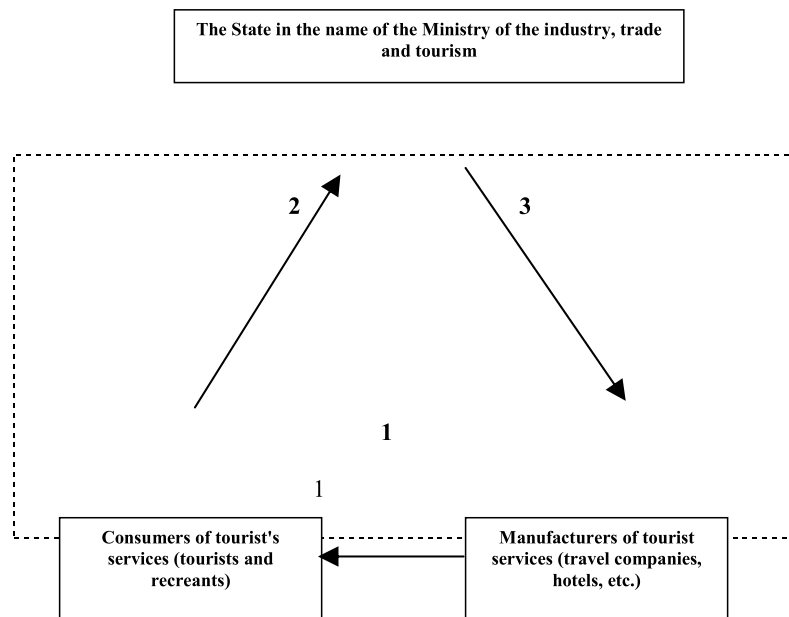 The State in the name of the Ministry of the industry, trade
and tourism
2
3
1
1
Consumers of tourist's
services (tourists and
recreants)
Manufacturers of tourist
services (travel companies,
hotels, etc.)